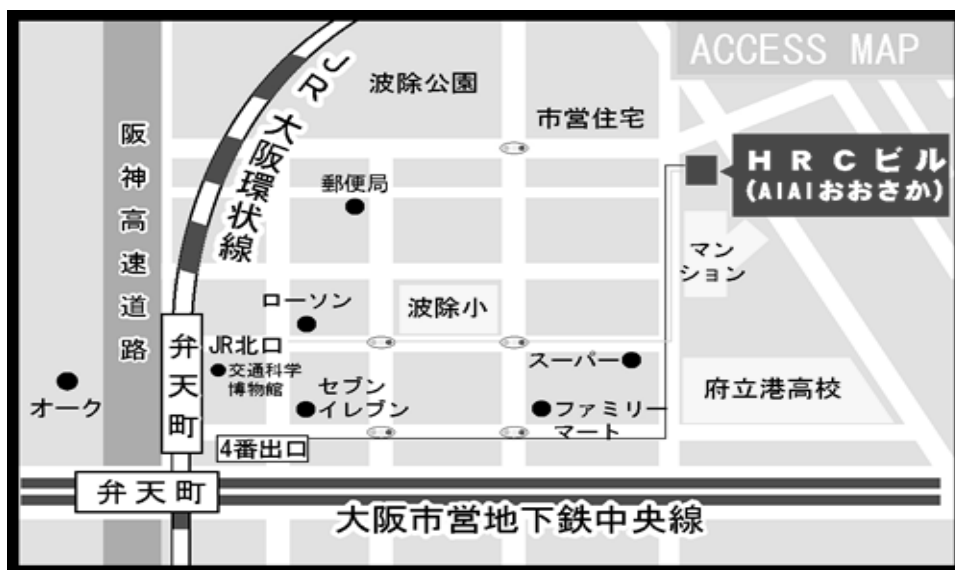 ACCESS MAP
JR大阪環状線
波除公園
市営住宅
阪神高速道路
HRCビル
(AIAIおおさか)
郵便局
マン
ション
ローソン
波除小
弁天町
JR北口
スーパー
交通科学
博物館
オーク
セブン
イレブン
ファミリー
マート
府立港高校
4番出口
弁天町
大阪市営地下鉄中央線